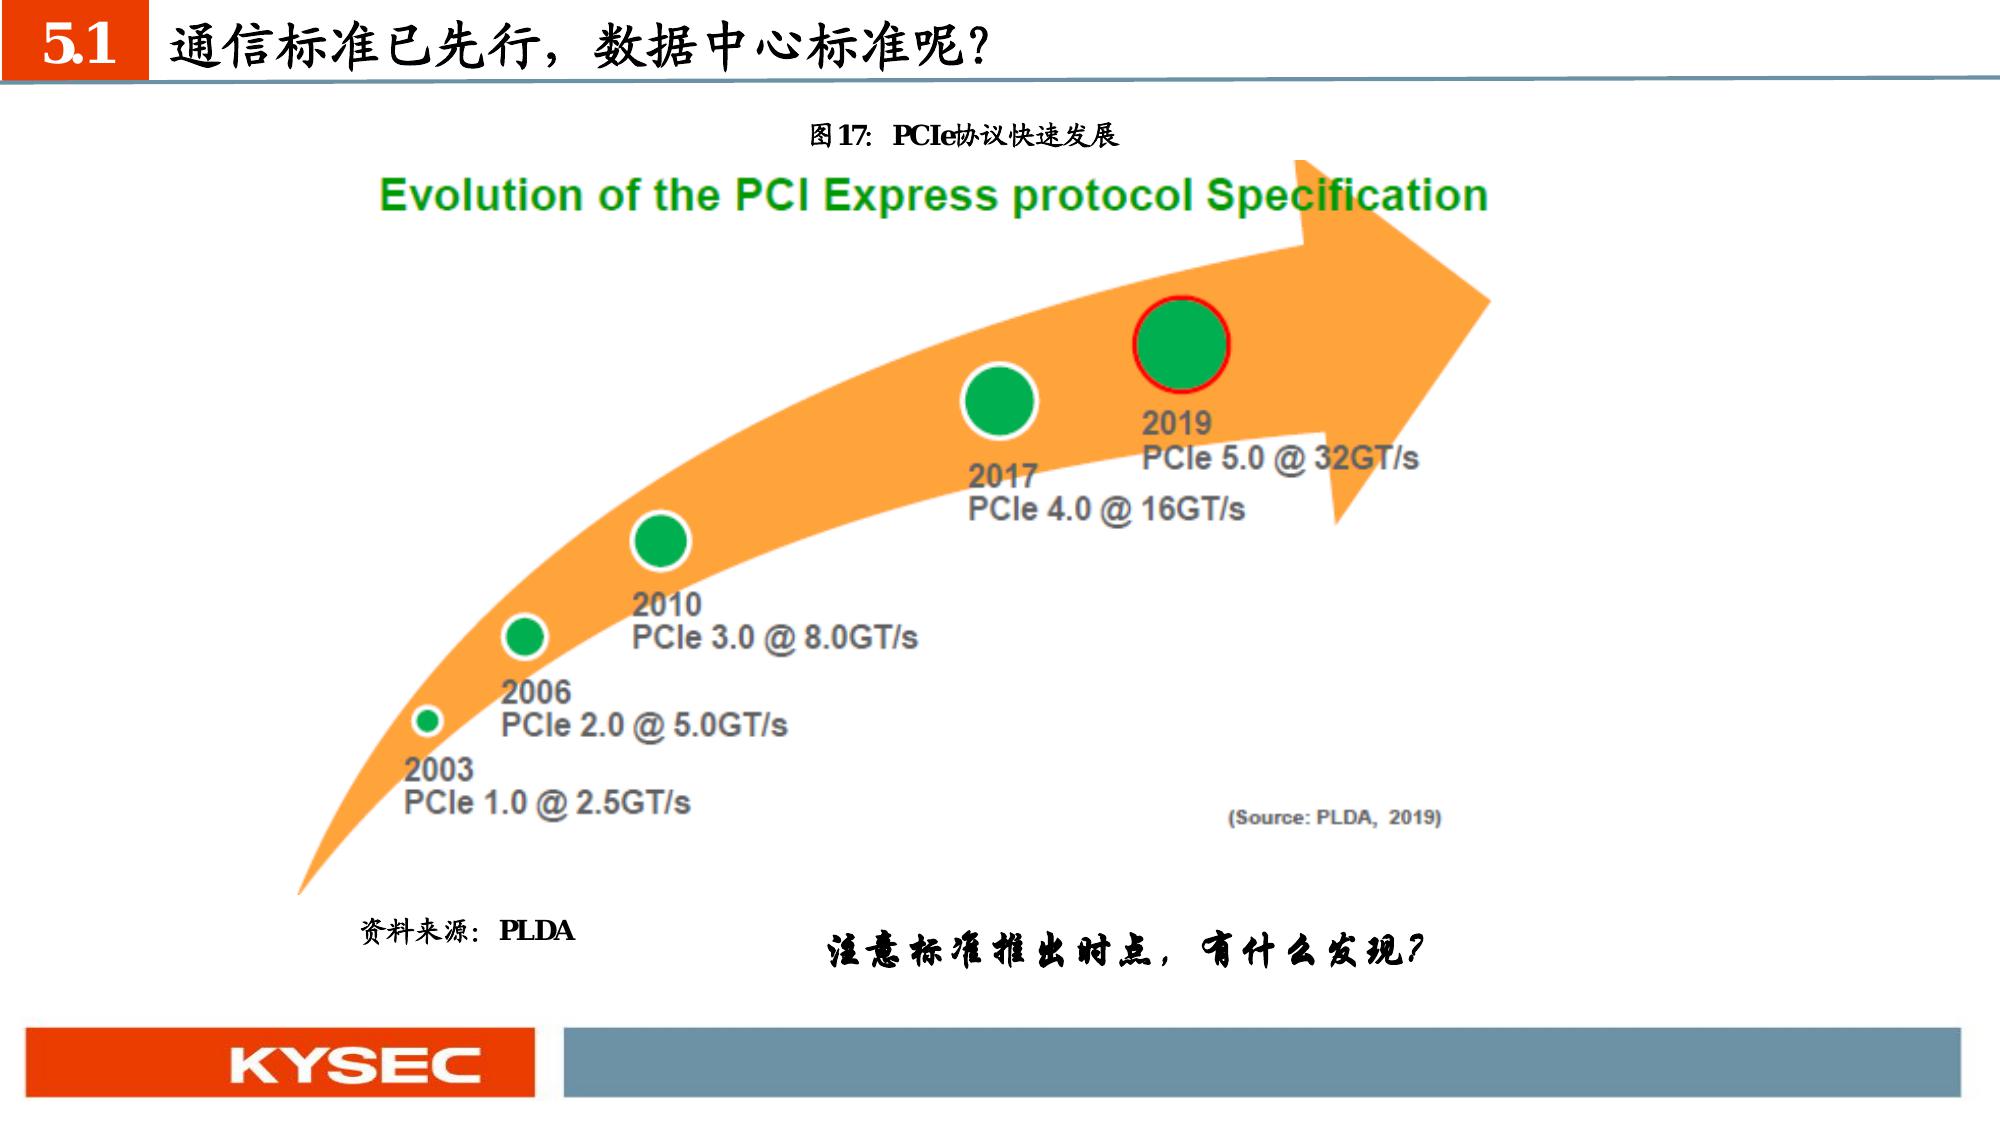 5.1 通信标准已先行，数据中心标准呢？
图17：PCIe协议快速发展
Evolution of the PCI Express protocol Specification
2019
PCIe 5.0 @ 32GT/s
2017
PCIe 4.0 @ 16GT/s
2010
PCIe 3.0 @ 8.0GT/s
2006
PCIe 2.0 @ 5.0GT/s
2003
PCIe 1.0 @ 2.5GT/s
(Source: PLDA, 2019)
资料来源：PLDA
注意标准推出时点，有什么发现？
KYSEC